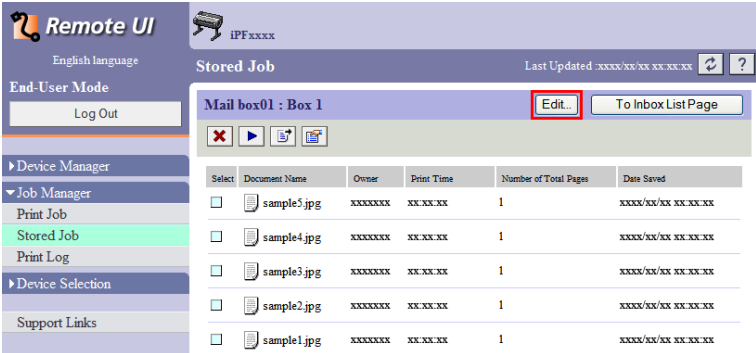 Remote UI
English language
End-User Mode
Log Out
▶Device Manager
▼Job Manager
Print Job
Stored Job
Print Log
▶Device Selection
Support Links
iPFxxxx
Stored Job
Last Updated :xxxx/xx/xx xx:xx:xx
?
Mail box01 : Box 1
Edit...
To Inbox List Page
Select Document Name Owner Print Time Number of Total Pages Date Saved
sample5.jpg xxxxxxx xx:xx:xx 1 xxxx/xx/xx xx:xx:xx
sample4.jpg xxxxxxx xx:xx:xx 1 xxxx/xx/xx xx:xx:xx
sample3.jpg xxxxxxx xx:xx:xx 1 xxxx/xx/xx xx:xx:xx
sample2.jpg xxxxxxx xx:xx:xx 1 xxxx/xx/xx xx:xx:xx
sample1.jpg xxxxxxx xx:xx:xx 1 xxxx/xx/xx xx:xx:xx